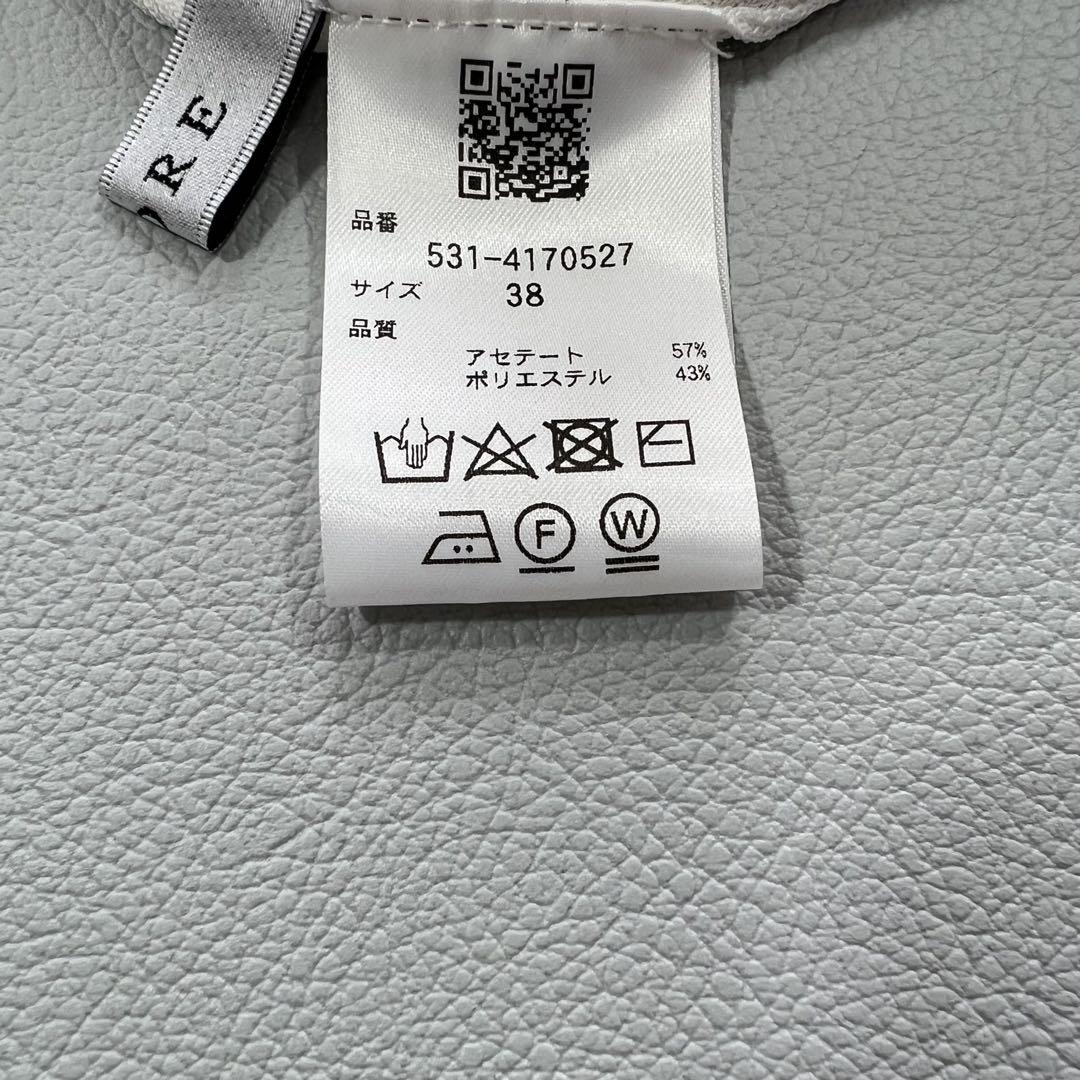 RE
品番
531-4170527
サイズ 38
品質
アセテート 57%
ポリエステル 43%
F W